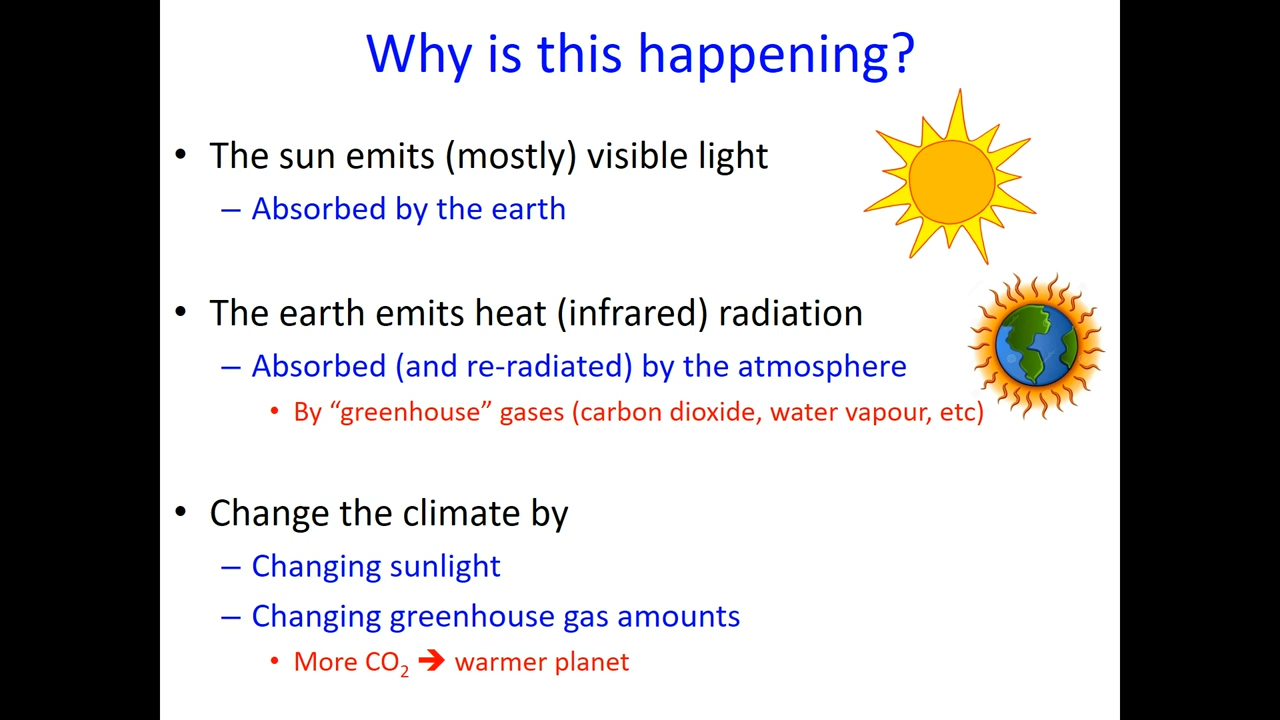 Why is this happening?
• The sun emits (mostly) visible light
– Absorbed by the earth
• The earth emits heat (infrared) radiation
– Absorbed (and re-radiated) by the atmosphere
• By “greenhouse” gases (carbon dioxide, water vapour, etc)
• Change the climate by
– Changing sunlight
– Changing greenhouse gas amounts
• More CO₂ ➔ warmer planet